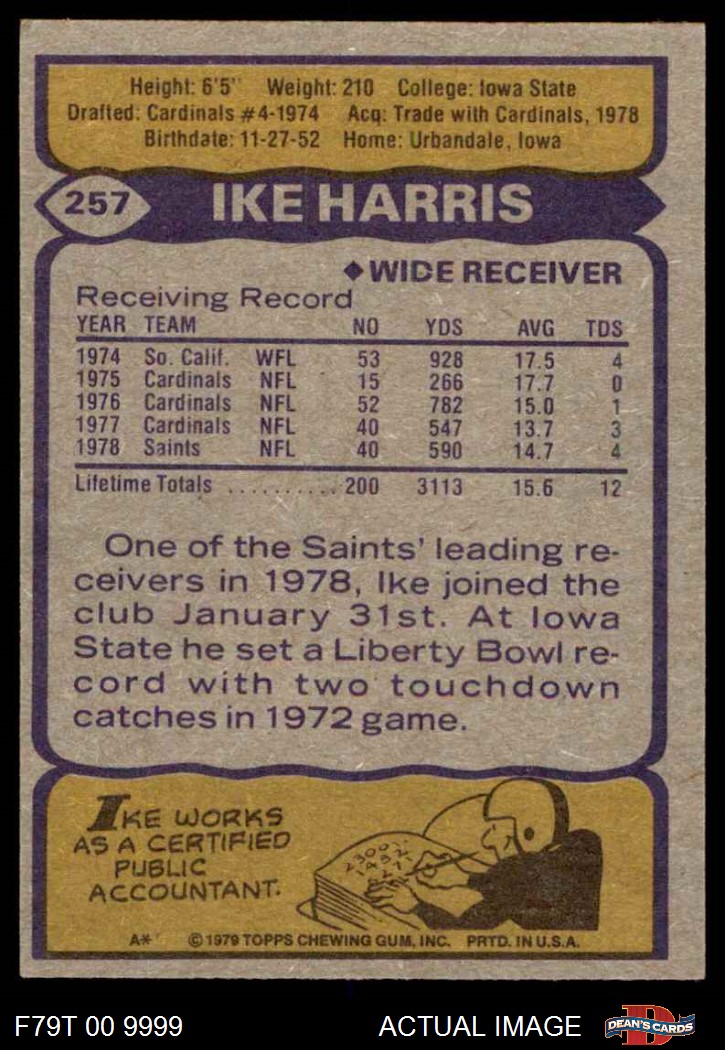 Height: 6'5" Weight: 210 College: Iowa State
Drafted: Cardinals #4-1974 Acq: Trade with Cardinals, 1978
Birthdate: 11-27-52 Home: Urbandale, Iowa
257 IKE HARRIS
◆WIDE RECEIVER
Receiving Record
YEAR TEAM NO YDS AVG TDS
1974 So. Calif. WFL 53 928 17.5 4
1975 Cardinals NFL 15 266 17.7 0
1976 Cardinals NFL 52 782 15.0 1
1977 Cardinals NFL 40 547 13.7 3
1978 Saints NFL 40 590 14.7 4
Lifetime Totals .......... 200 3113 15.6 12
One of the Saints' leading re-
ceivers in 1978, Ike joined the
club January 31st. At Iowa
State he set a Liberty Bowl re-
cord with two touchdown
catches in 1972 game.
IKE WORKS
AS A CERTIFIED
PUBLIC
ACCOUNTANT.
A* © 1979 TOPPS CHEWING GUM, INC. PRTD. IN U.S.A.
F79T 00 9999 ACTUAL IMAGE
D
DEAN'S CARDS